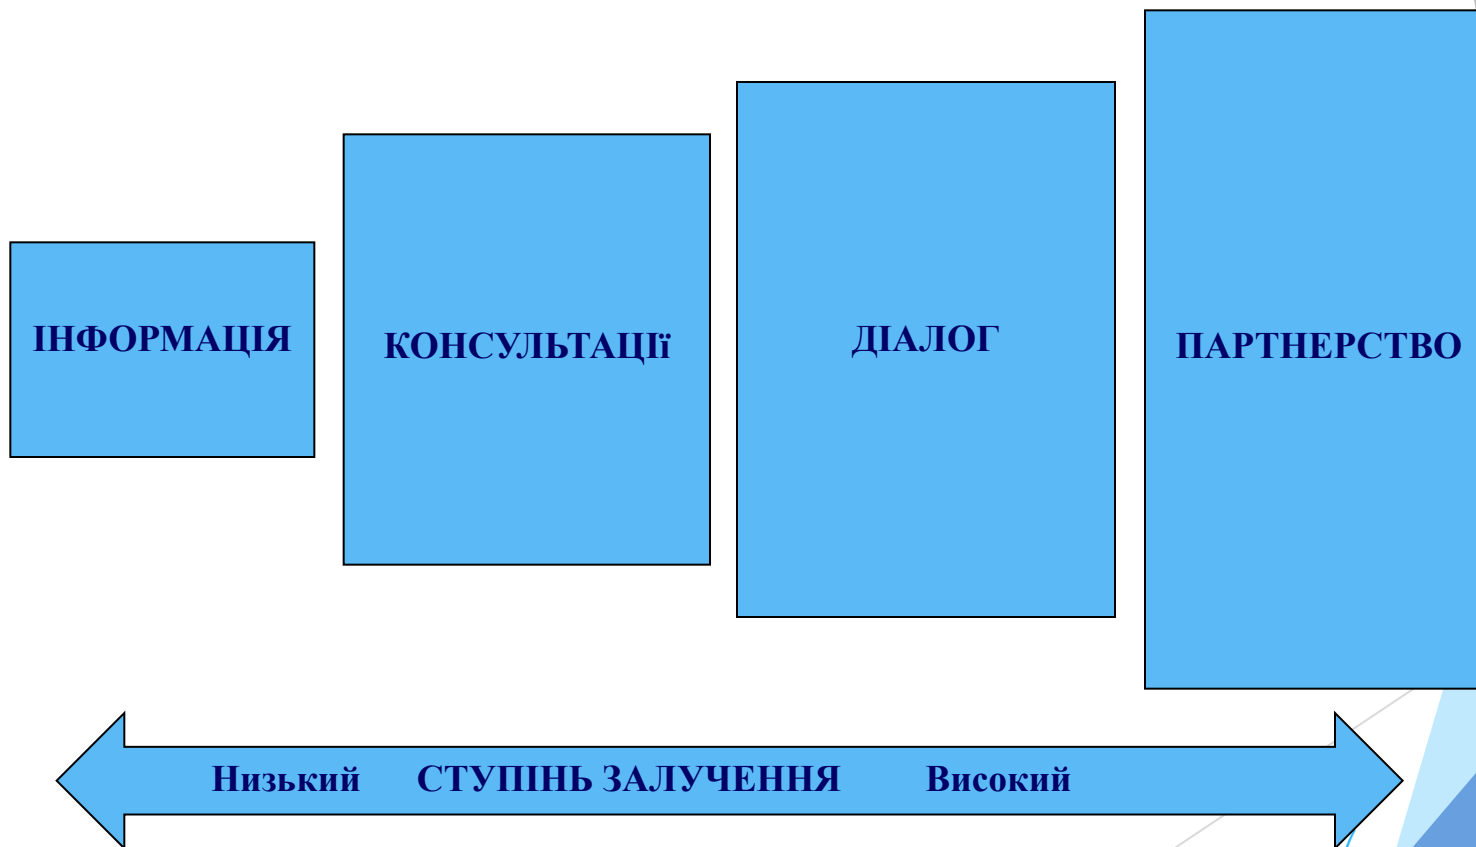 ІНФОРМАЦІЯ
КОНСУЛЬТАЦІЇ
ДІАЛОГ
ПАРТНЕРСТВО
Низький СТУПІНЬ ЗАЛУЧЕННЯ Високий